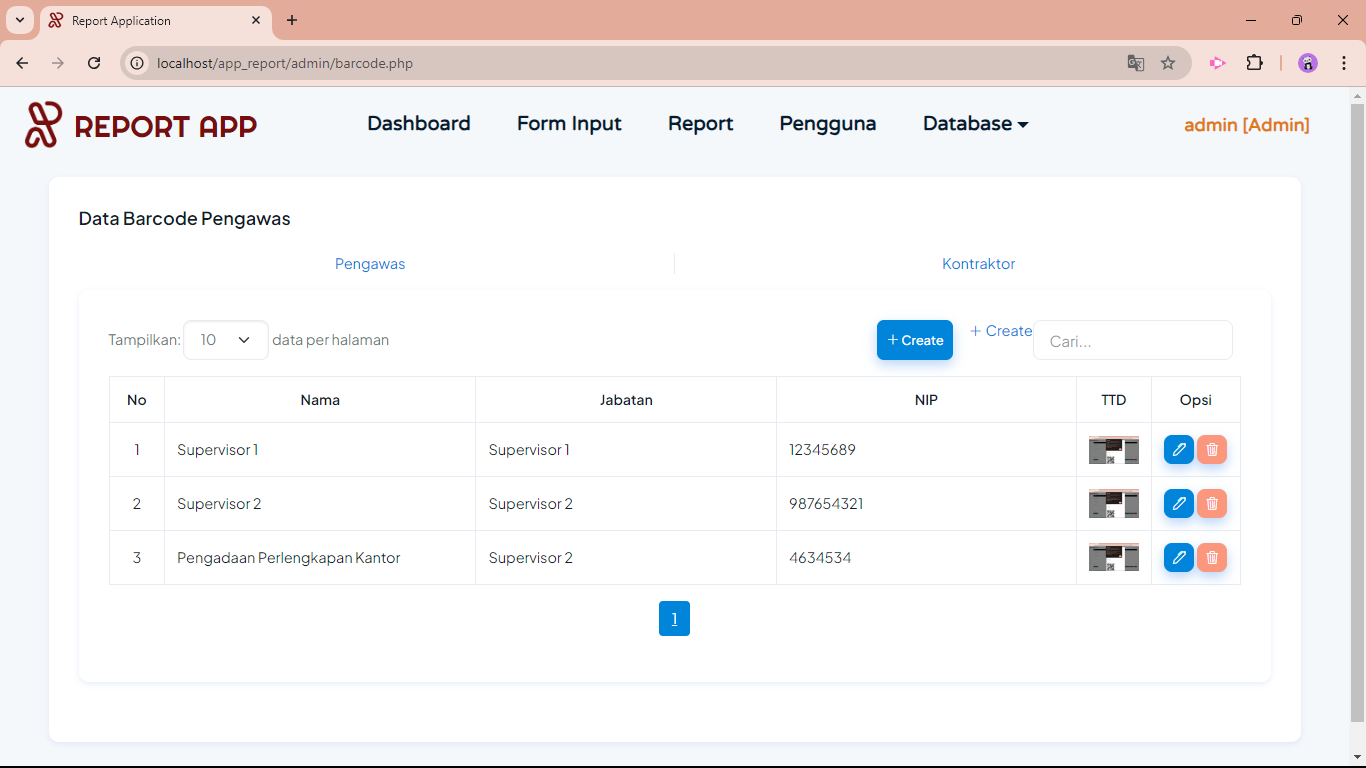 Report Application
localhost/app_report/admin/barcode.php
REPORT APP
Dashboard Form Input Report Pengguna Database
admin [Admin]
Data Barcode Pengawas
Pengawas Kontraktor
Tampilkan: 10 data per halaman + Create + Create Cari...
No Nama Jabatan NIP TTD Opsi
1 Supervisor 1 Supervisor 1 12345689
2 Supervisor 2 Supervisor 2 987654321
3 Pengadaan Perlengkapan Kantor Supervisor 2 4634534
1